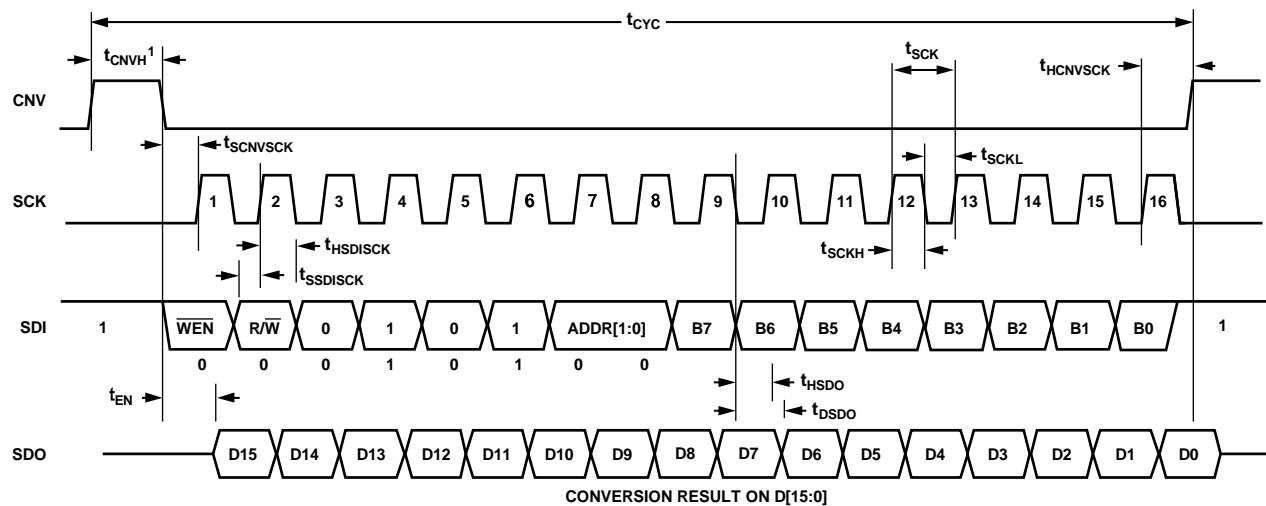 tCYC
tCNVH1
tSCK
tHCNVSCK
CNV
tSCNVSCK
tSCKL
SCK
1 2 3 4 5 6 7 8 9 10 11 12 13 14 15 16
tHSDISCK
tSCKH
tSSDISCK
SDI 1 WEN R/W 0 1 0 1 ADDR[1:0] B7 B6 B5 B4 B3 B2 B1 B0 1
0 0 0 1 0 1 0 0
tEN
tHSDO
tDSDO
SDO D15 D14 D13 D12 D11 D10 D9 D8 D7 D6 D5 D4 D3 D2 D1 D0
CONVERSION RESULT ON D[15:0]